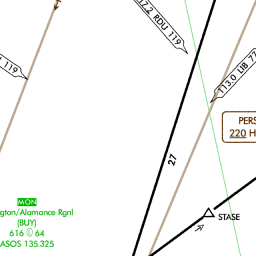 7.2 RDU 119
119
113.0 LIB 77
PERS
220 H
27
MON
gton/Alamance Rgnl
(BUY)
616 64
ASOS 135.325
STASE